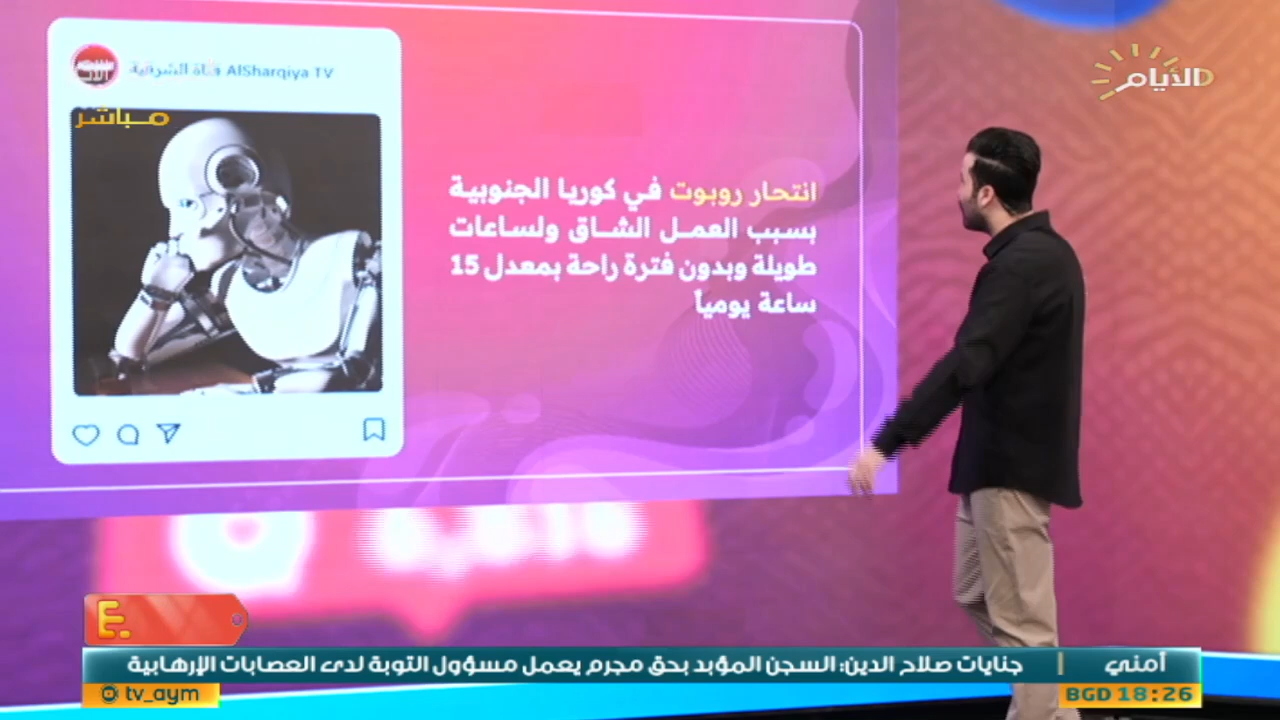 الأيام
قناة الشرقية AlSharqiya TV
مباشر
انتحار روبوت في كوريا الجنوبية
بسبب العمل الشاق ولساعات
طويلة وبدون فترة راحة بمعدل 15
ساعة يومياً
E.
أمني | جنايات صلاح الدين: السجن المؤبد بحق مجرم يعمل مسؤول التوبة لدى العصابات الإرهابية
tv_aym
BGD 18:26